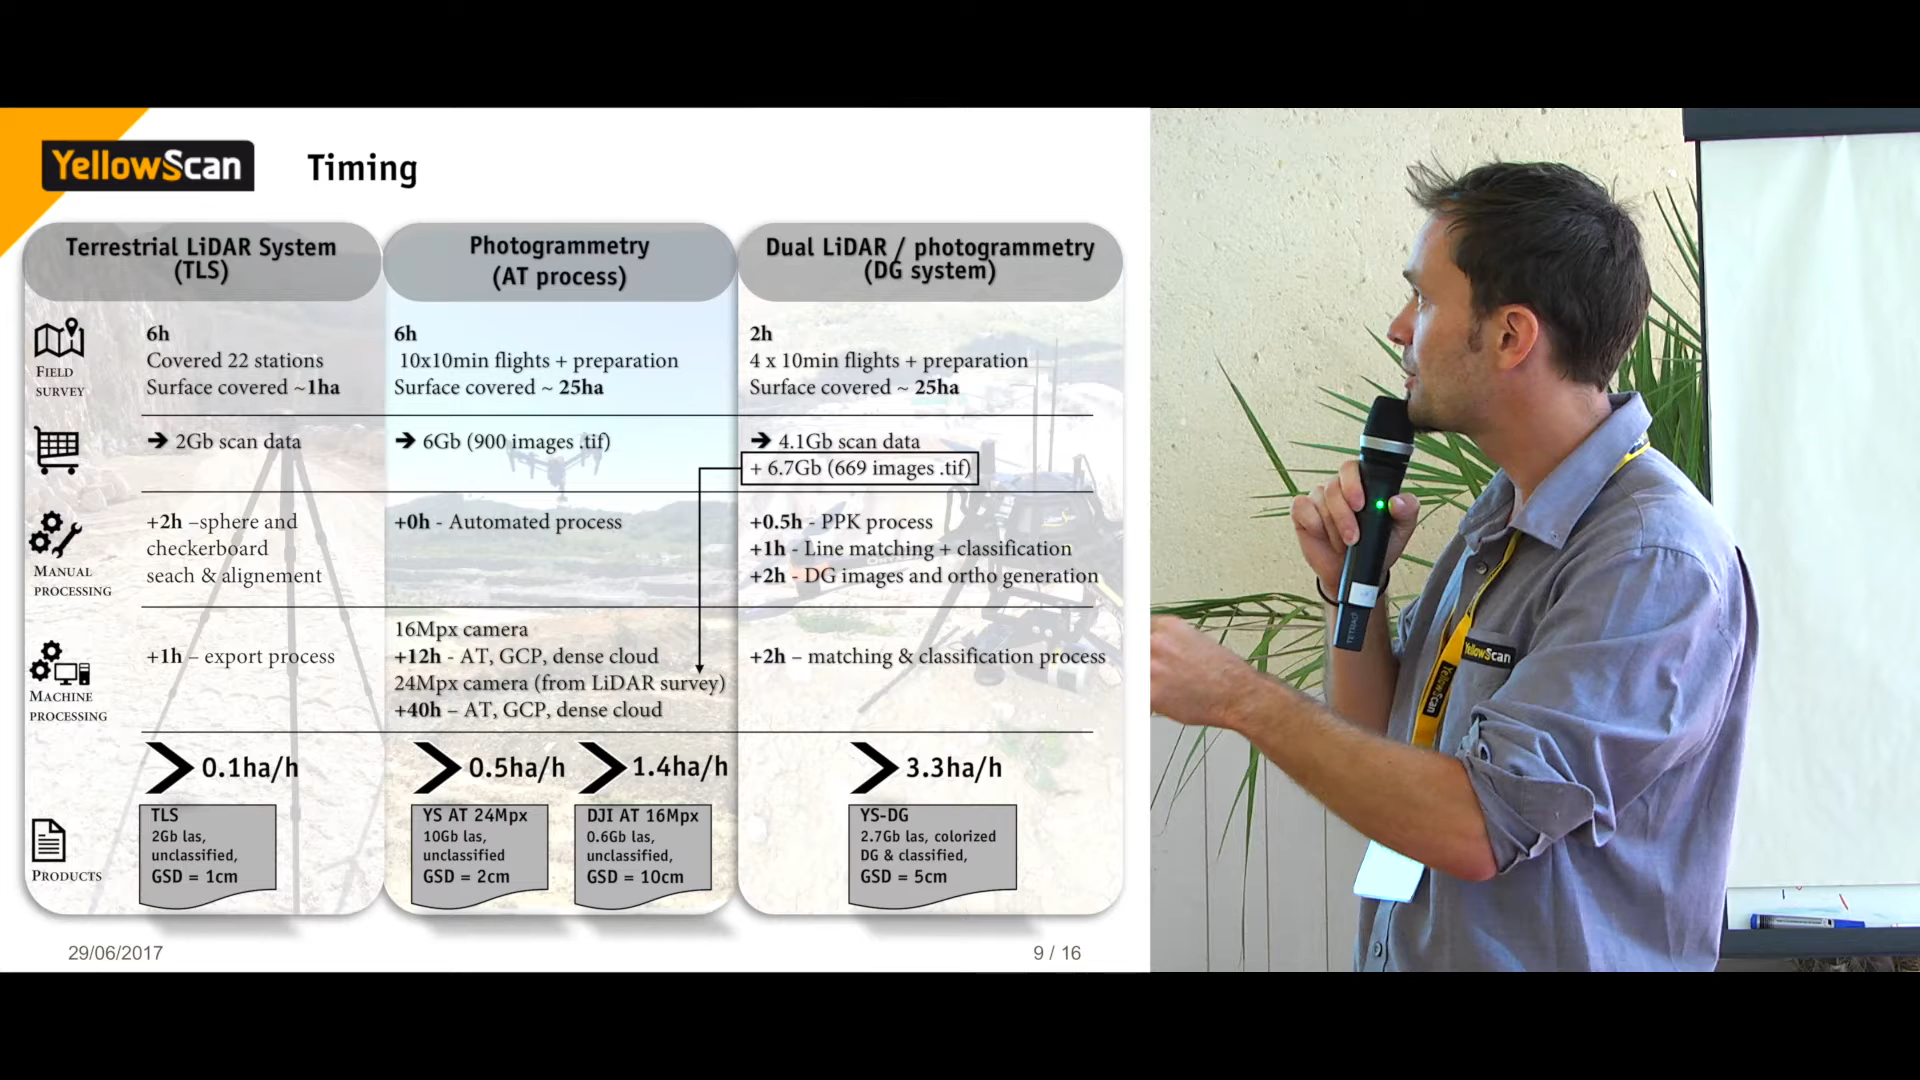 YellowScan
Timing
Terrestrial LiDAR System
(TLS)
Photogrammetry
(AT process)
Dual LiDAR / photogrammetry
(DG system)
FIELD
SURVEY
6h
Covered 22 stations
Surface covered ~1ha
6h
10x10min flights + preparation
Surface covered ~ 25ha
2h
4 x 10min flights + preparation
Surface covered ~ 25ha
➔ 2Gb scan data
➔ 6Gb (900 images .tif)
➔ 4.1Gb scan data
+ 6.7Gb (669 images .tif)
MANUAL
PROCESSING
+2h –sphere and
checkerboard
seach & alignement
+0h - Automated process
+0.5h - PPK process
+1h - Line matching + classification
+2h - DG images and ortho generation
MACHINE
PROCESSING
+1h – export process
16Mpx camera
+12h - AT, GCP, dense cloud
24Mpx camera (from LiDAR survey)
+40h – AT, GCP, dense cloud
+2h – matching & classification process
0.1ha/h
0.5ha/h
1.4ha/h
3.3ha/h
PRODUCTS
TLS
2Gb las,
unclassified,
GSD = 1cm
YS AT 24Mpx
10Gb las,
unclassified
GSD = 2cm
DJI AT 16Mpx
0.6Gb las,
unclassified,
GSD = 10cm
YS-DG
2.7Gb las, colorized
DG & classified,
GSD = 5cm
29/06/2017
9 / 16
YellowScan
YellowScan